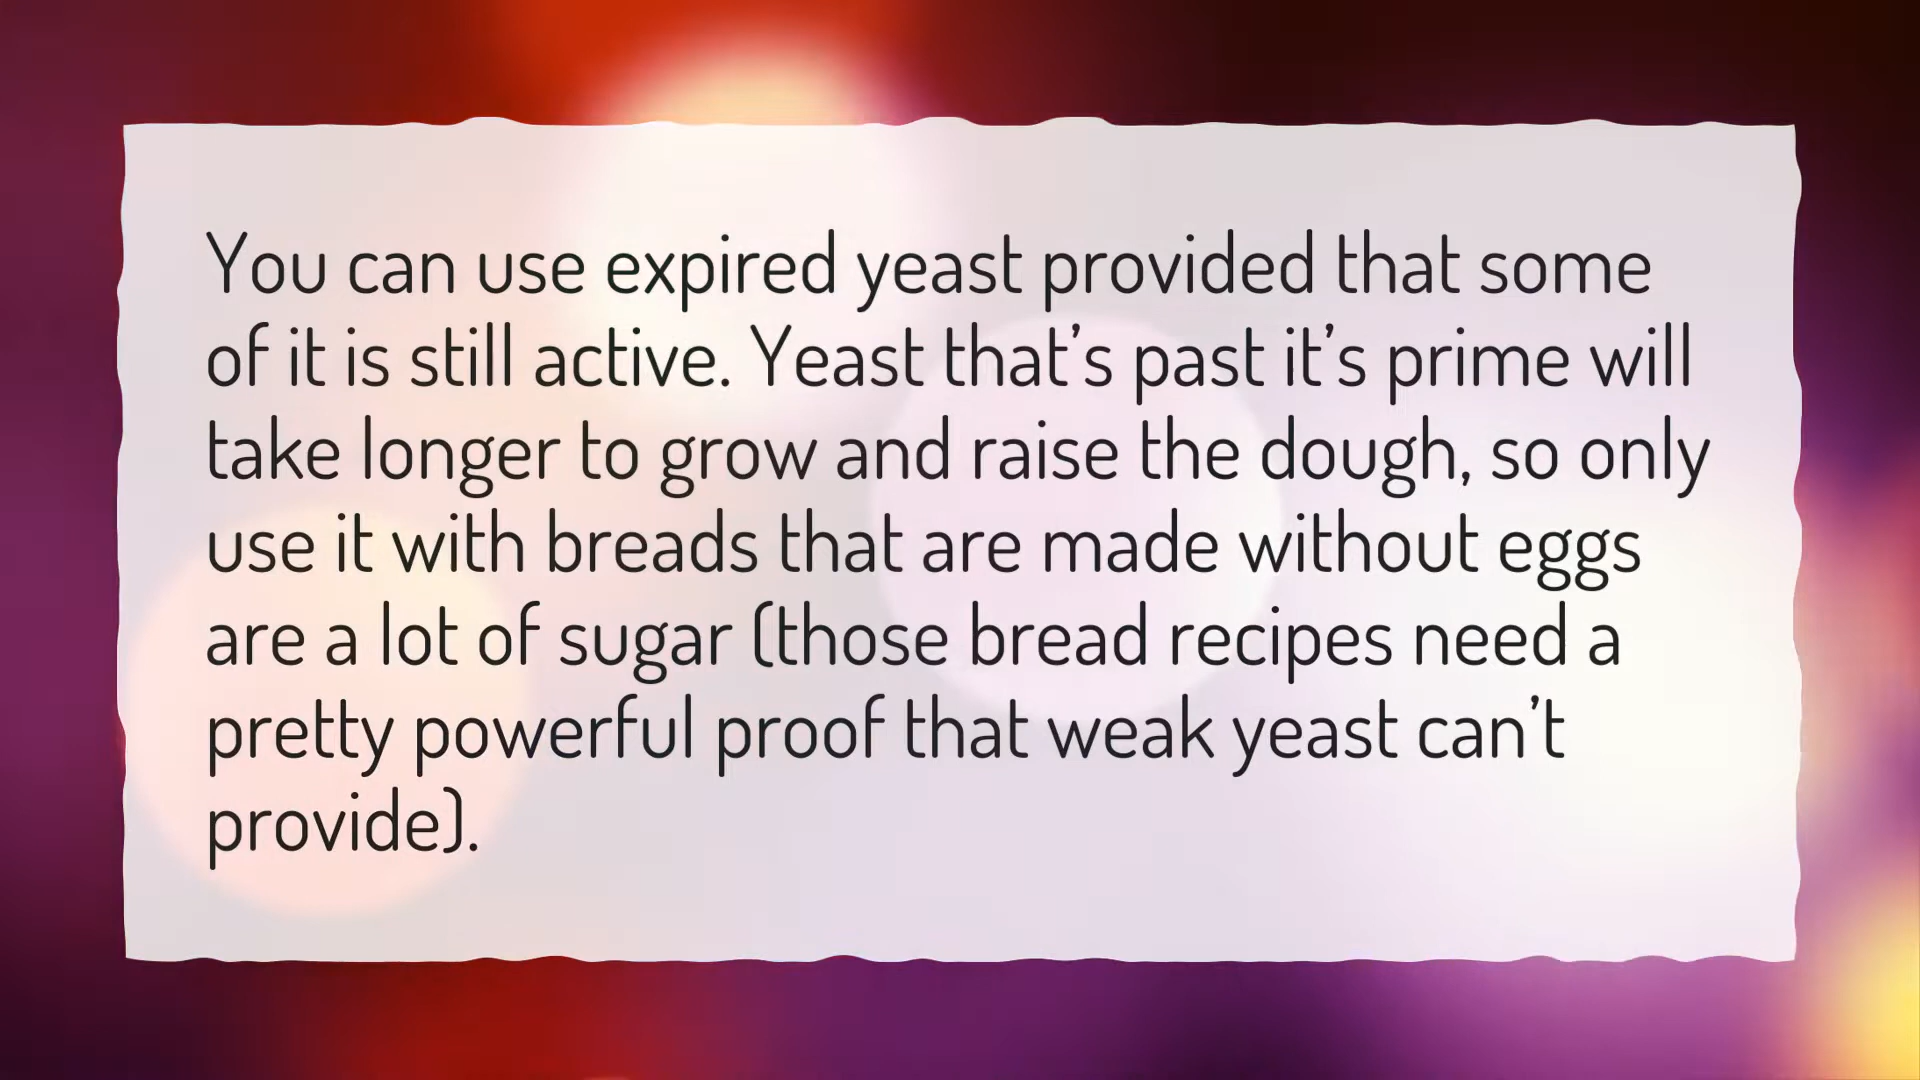 You can use expired yeast provided that some
of it is still active. Yeast that’s past it’s prime will
take longer to grow and raise the dough, so only
use it with breads that are made without eggs
are a lot of sugar (those bread recipes need a
pretty powerful proof that weak yeast can’t
provide).